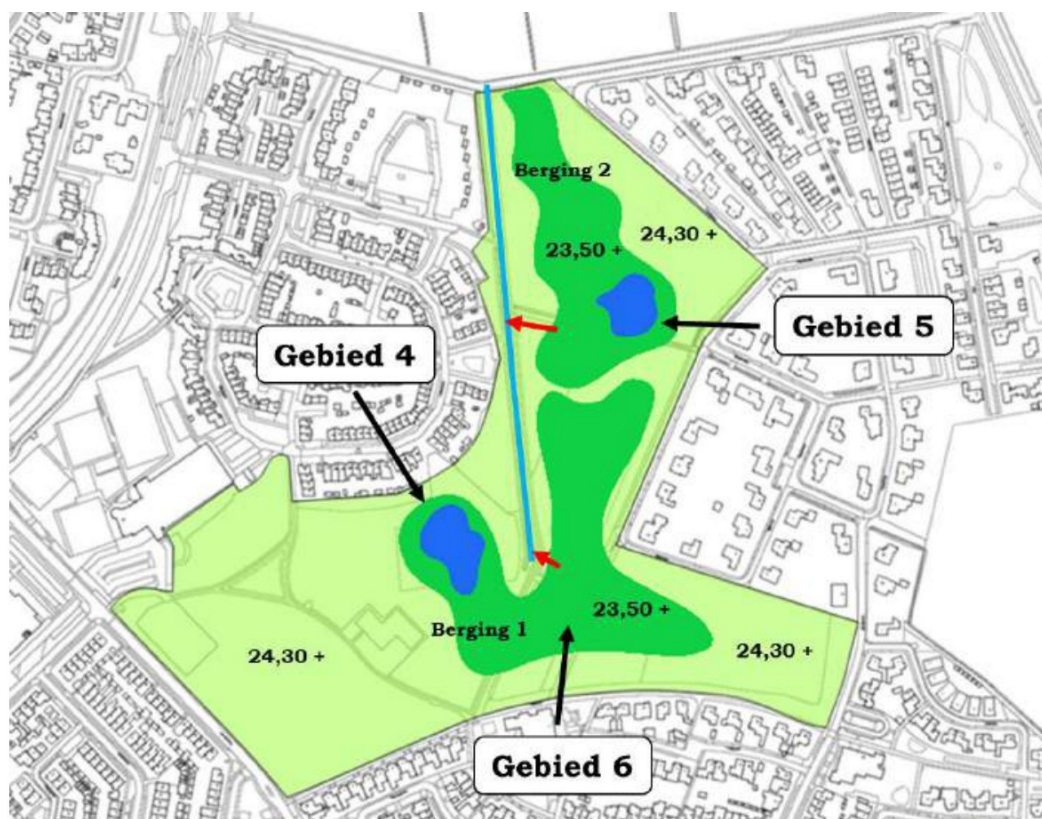 Berging 2
24,30 +
23,50 +
Gebied 5
Gebied 4
23,50 +
Berging 1
24,30 +
24,30 +
Gebied 6